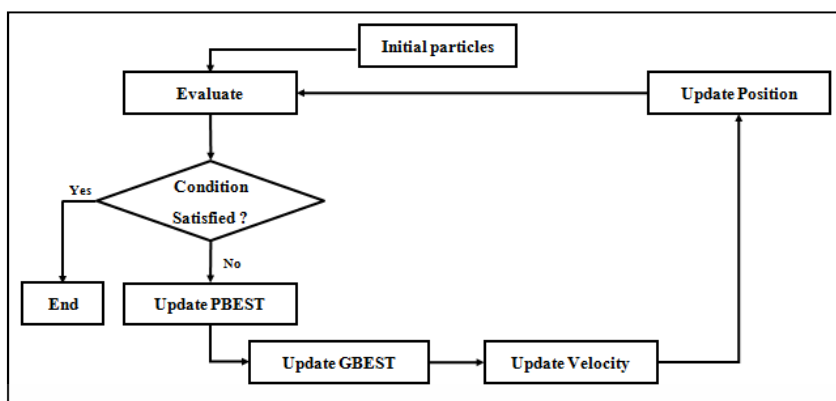 Initial particles
Evaluate
Update Position
Condition
Satisfied ?
Yes
No
End
Update PBEST
Update GBEST
Update Velocity